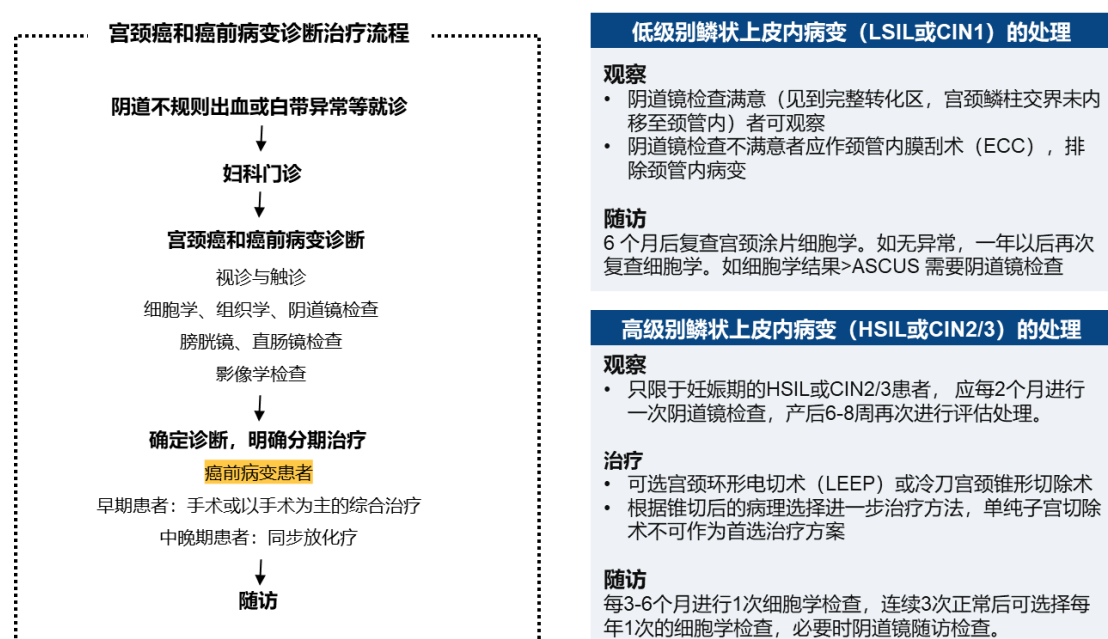 宫颈癌和癌前病变诊断治疗流程
阴道不规则出血或白带异常等就诊
妇科门诊
宫颈癌和癌前病变诊断
视诊与触诊
细胞学、组织学、阴道镜检查
膀胱镜、直肠镜检查
影像学检查
确定诊断，明确分期治疗
癌前病变患者
早期患者：手术或以手术为主的综合治疗
中晚期患者：同步放化疗
随访
低级别鳞状上皮内病变（LSIL或CIN1）的处理
观察
• 阴道镜检查满意（见到完整转化区，宫颈鳞柱交界未内
移至颈管内）者可观察
• 阴道镜检查不满意者应作颈管内膜刮术（ECC），排
除颈管内病变
随访
6 个月后复查宫颈涂片细胞学。如无异常，一年以后再次
复查细胞学。如细胞学结果>ASCUS 需要阴道镜检查
高级别鳞状上皮内病变（HSIL或CIN2/3）的处理
观察
• 只限于妊娠期的HSIL或CIN2/3患者， 应每2个月进行
一次阴道镜检查，产后6-8周再次进行评估处理。
治疗
• 可选宫颈环形电切术（LEEP）或冷刀宫颈锥形切除术
• 根据锥切后的病理选择进一步治疗方法，单纯子宫切除
术不可作为首选治疗方案
随访
每3-6个月进行1次细胞学检查，连续3次正常后可选择每
年1次的细胞学检查，必要时阴道镜随访检查。